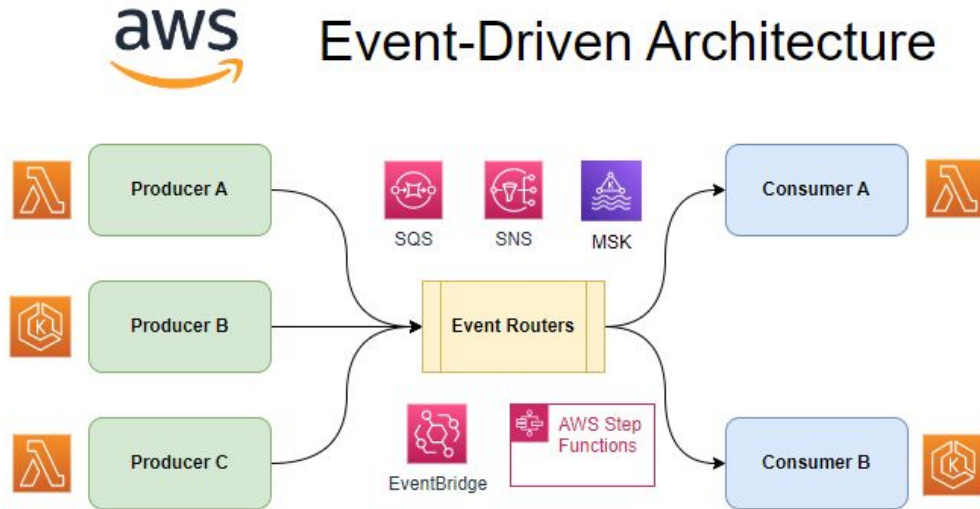 aws
Event-Driven Architecture
Producer A
Consumer A
SQS
SNS
MSK
K
Producer B
K
Event Routers
Producer C
EventBridge
AWS Step
Functions
Consumer B
K